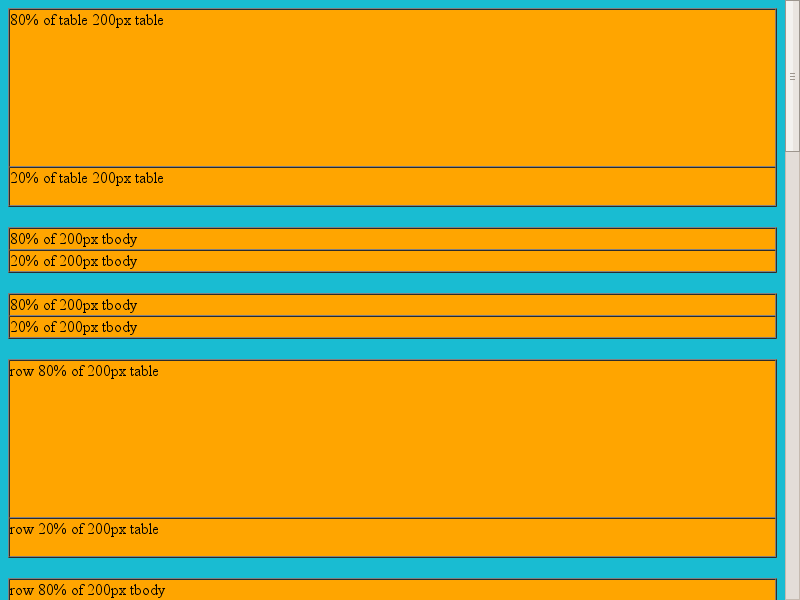 80% of table 200px table
20% of table 200px table
80% of 200px tbody
20% of 200px tbody
80% of 200px tbody
20% of 200px tbody
row 80% of 200px table
row 20% of 200px table
row 80% of 200px tbody